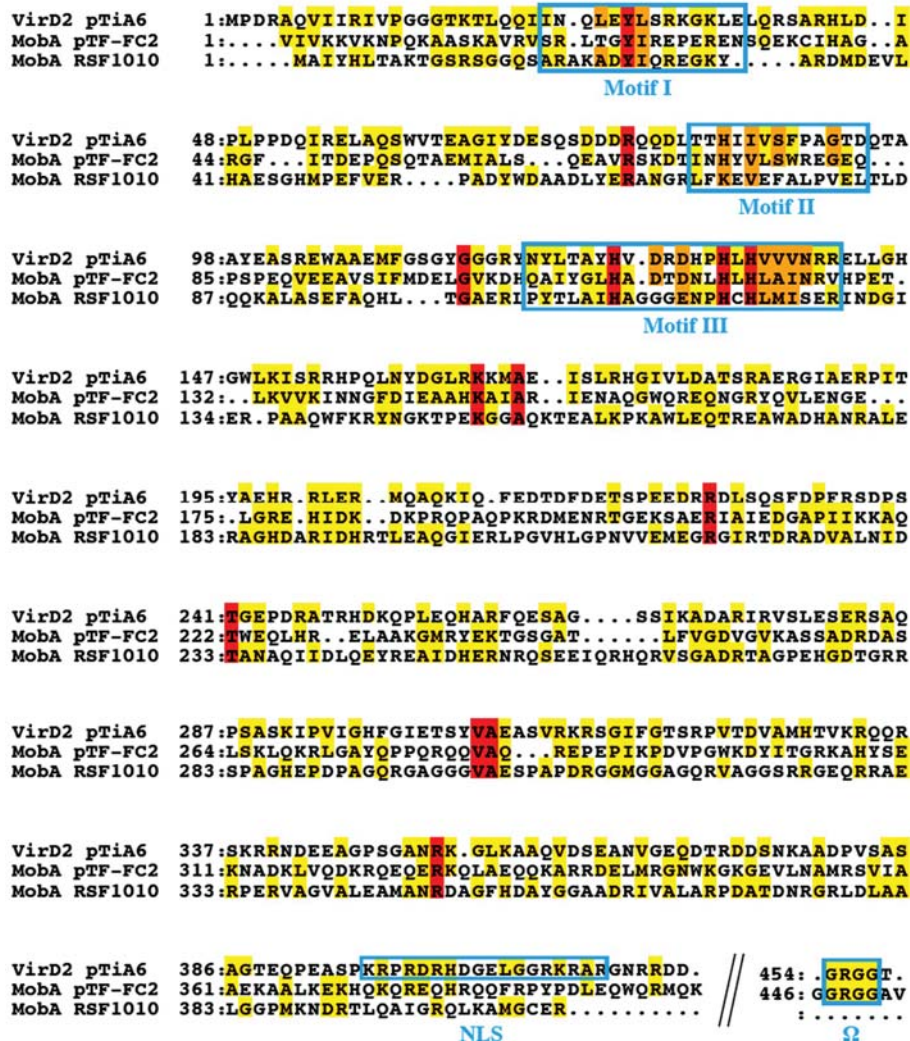 VirD2 pTiA6 1:MPDRAQVIIRIVPGGGTKTLQQIIN.QLEYLSRKGKLELQRSARHLD..I
MobA pTF-FC2 1:....VIVKKVKNPQKAASKAVRVSR.LTGYIREPERENSQEKCIHAG..A
MobA RSF1010 1:....MAIYHLTAKTGSRSGGQSARAKADYIQREGKY....ARDMDEVL
Motif I
VirD2 pTiA6 48:PLPPDQIRELAQSWVTEAGIYDESQSDDDRQQDLTTHIIVSFPAGTDQTA
MobA pTF-FC2 44:RGF...ITDEPQSQTAEMIALS...QEAVRSKDTINHYVLSWREGEQ...
MobA RSF1010 41:HAESGHMPEFVER....PADYWDAADLYERANGRLFKEVEFALPVELTLD
Motif II
VirD2 pTiA6 98:AYEASREWAAEMFGSGYGGGRYNYLTAYHV.DRDHPHLHVVVNRRELLGH
MobA pTF-FC2 85:PSPEQVEEAVSIFMDELGVKDHQAIYGLHA.DTDNLHLHLAINRVHPET.
MobA RSF1010 87:QQKALASEFAQHL...TGAERLPYTLAIHAGGGENPHCHLMISERINDGI
Motif III
VirD2 pTiA6 147:GWLKISRRHPQLNYDGLRKKMAE..ISLRHGIVLDATSRAERGIAERPIT
MobA pTF-FC2 132:..LKVVKINNGFDIEAAHKAIAR..IENAQGWQREQNGRYQVLENGE...
MobA RSF1010 134:ER.PAAQWFKRYNGKTPEKGGAQKTEALKPKAWLEQTREAWADHANRALE
VirD2 pTiA6 195:YAEHR.RLER..MQAQKIQ.FEDTDFDETSPEEDRRDLSQSFDPFRSDPS
MobA pTF-FC2 175:.LGRE.HIDK..DKPRQPAQPKRDMENRTGEKSAERIAIEDGAPIIKKAQ
MobA RSF1010 183:RAGHDARIDHRTLEAQGIERLPGVHLGPNVVEMEGRGIRTDRADVALNID
VirD2 pTiA6 241:TGEPDRATRHDKQPLEQHARFQESAG....SSIKADARIRVSLESERSAQ
MobA pTF-FC2 222:TWEQLHR..ELAAKGMRYEKTGSGAT......LFVGDVGVKASSADRDAS
MobA RSF1010 233:TANAQIIDLQEYREAIDHERNRQSEEIQRHQRVSGADRTAGPEHGDTGRR
VirD2 pTiA6 287:PSASKIPVIGHFGIETSYVAEASVRKRSGIFGTSRPVTDVAMHTVKRQQR
MobA pTF-FC2 264:LSKLQKRLGAYQPPQRQQVAQ...REPEPIKPDVPGWKDYITGRKAHYSE
MobA RSF1010 283:SPAGHEPDPAGQRGAGGGVAESPAPDRGGMGGAGQRVAGGSRRGEQRRAE
VirD2 pTiA6 337:SKRRNDEEAGPSGANRK.GLKAAQVDSEANVGEQDTRDDSNKAADPVSAS
MobA pTF-FC2 311:KNADKLVQDKRQEQERKQLAEQQKARRDELMRGNWKGKGEVLNAMRSVIA
MobA RSF1010 333:RPERVAGVALEAMANRDAGFHDAYGGAADRIVALARPDATDNRGRLDLAA
VirD2 pTiA6 386:AGTEQPEASPKRPRDRHDGELGGRKRARGNRRDD. 454:.GRGGT.
MobA pTF-FC2 361:AEKAALKEKHQKQREQHRQQFRPYPDLEQWQRMQK 446:GGRGGAV
MobA RSF1010 383:LGGPMKNDRTLQAIGRQLKAMGCER.......... :.......
NLS Ω